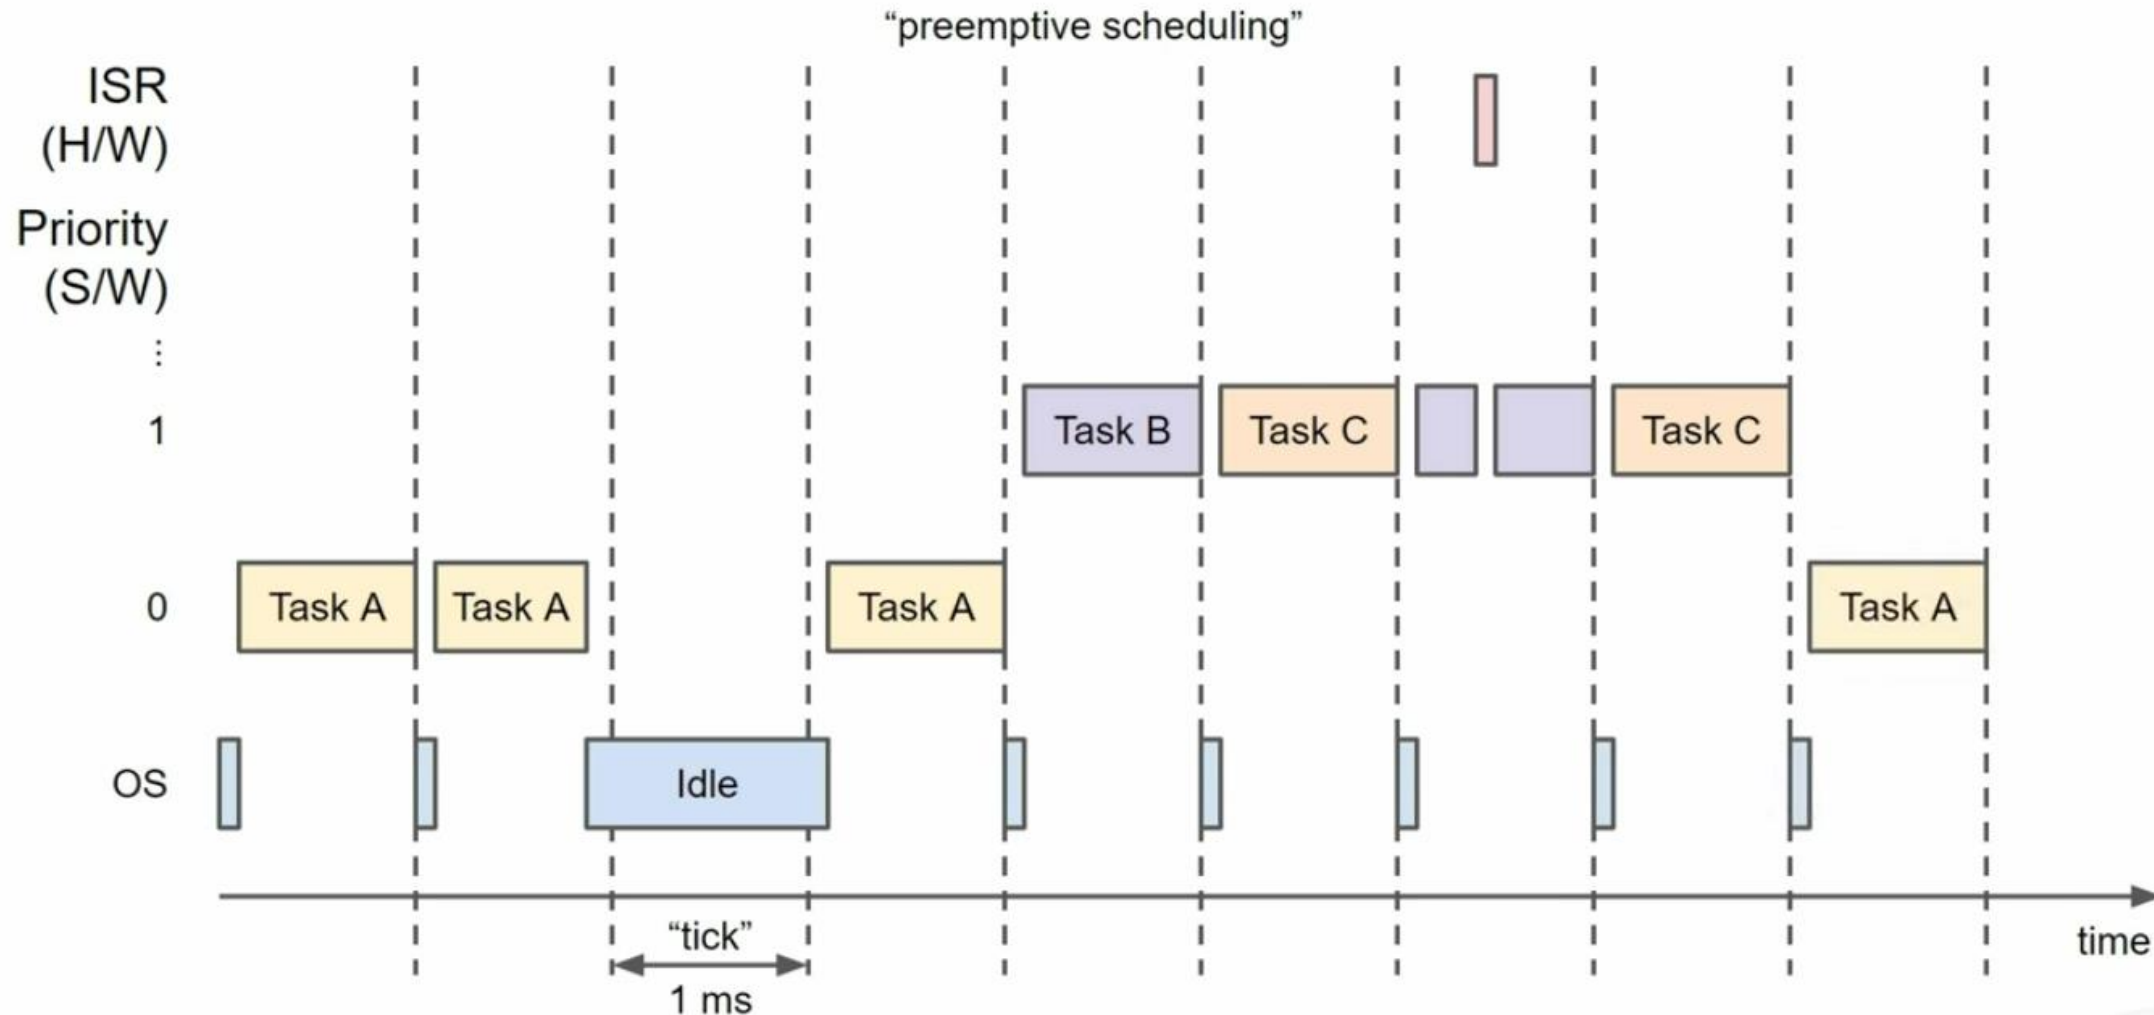 “preemptive scheduling”
ISR
(H/W)
Priority
(S/W)
⋮
1
Task B
Task C
Task C
0
Task A
Task A
Task A
Task A
OS
Idle
“tick”
1 ms
time